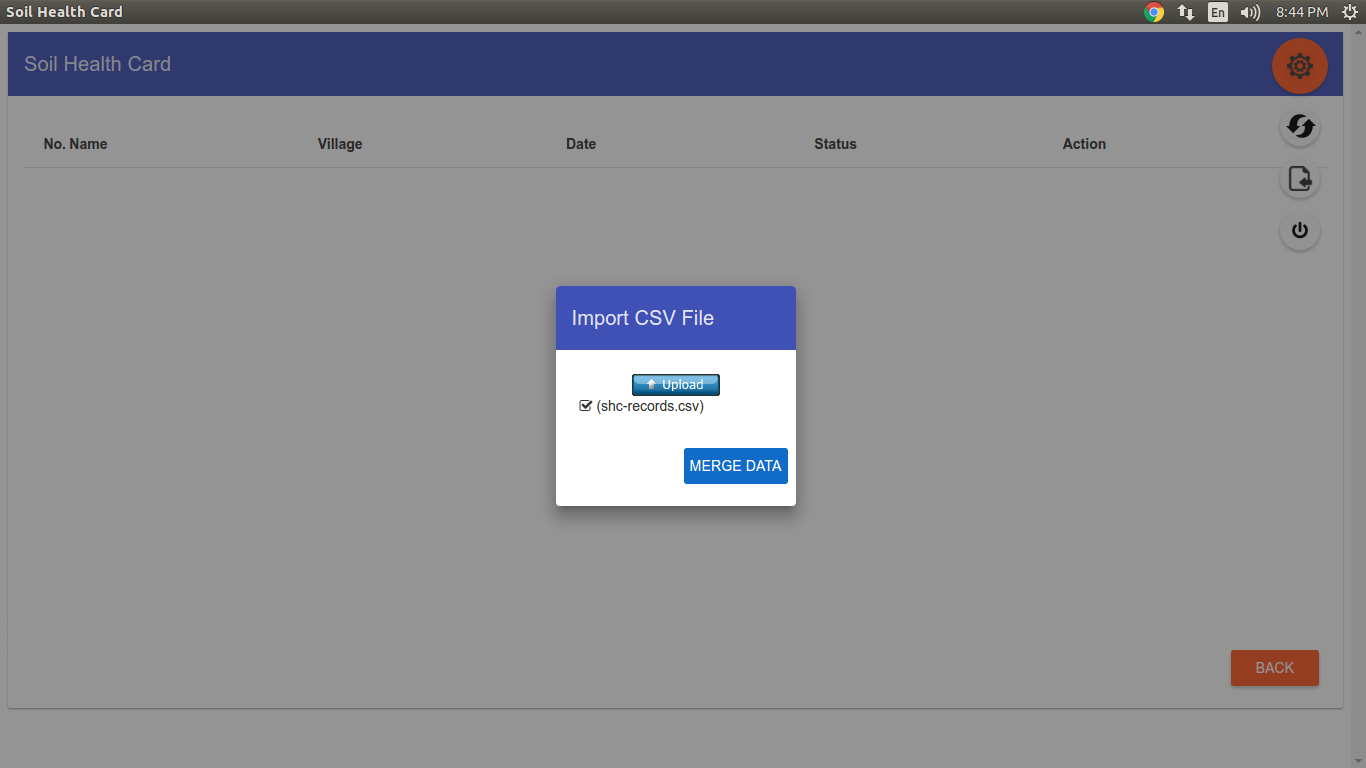 Soil Health Card
En
8:44 PM
Soil Health Card
No. Name Village Date Status Action
Import CSV File
Upload
(shc-records.csv)
MERGE DATA
BACK